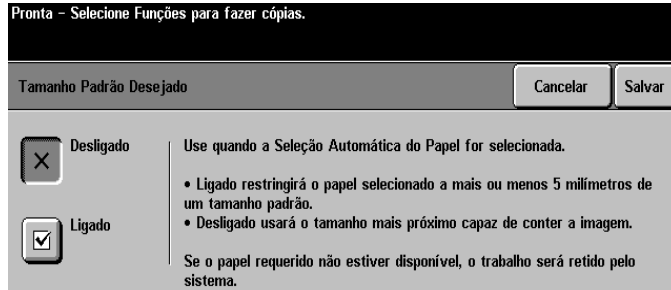 Pronta - Selecione Funções para fazer cópias.
Tamanho Padrão Desejado
Cancelar
Salvar
Desligado
Ligado
Use quando a Seleção Automática do Papel for selecionada.
• Ligado restringirá o papel selecionado a mais ou menos 5 milímetros de
um tamanho padrão.
• Desligado usará o tamanho mais próximo capaz de conter a imagem.
Se o papel requerido não estiver disponível, o trabalho será retido pelo
sistema.